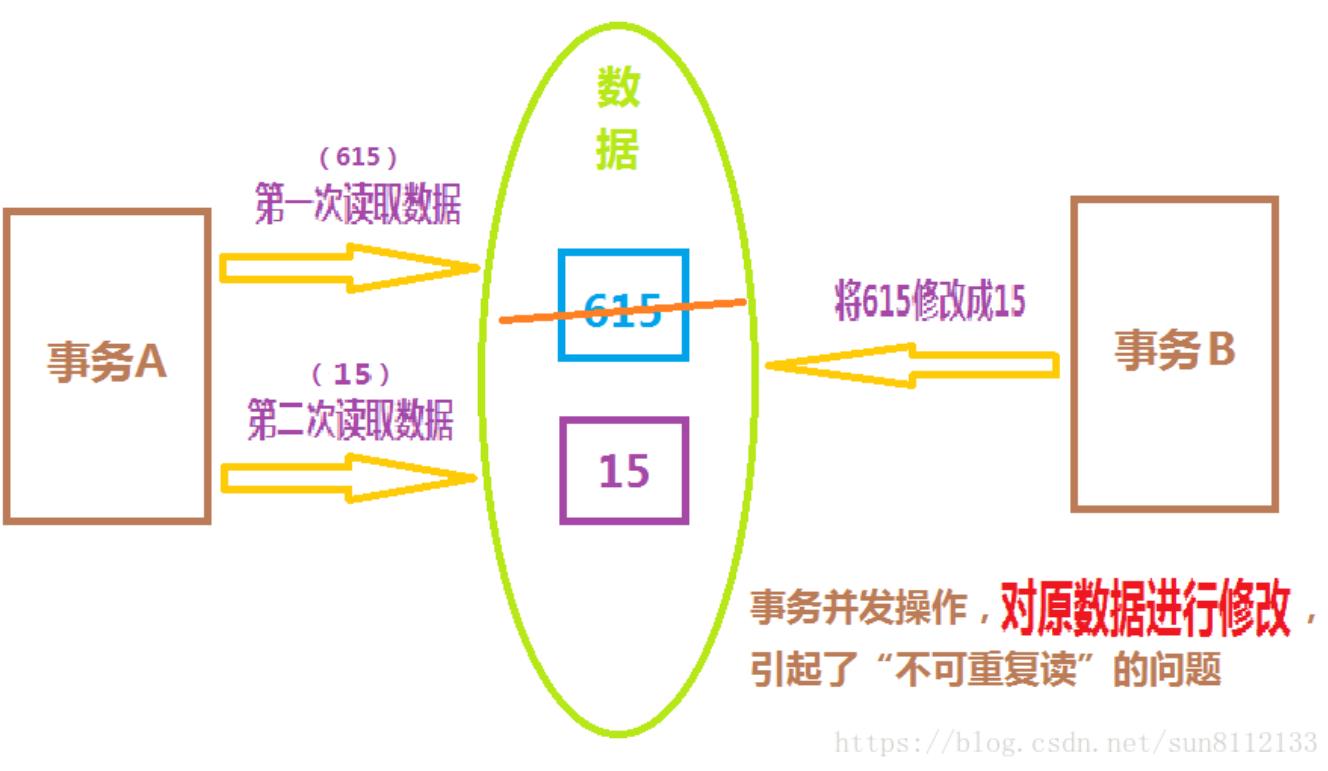 数
据
（615）
第一次读取数据
615
将615修改成15
事务A
事务B
（15）
第二次读取数据
15
事务并发操作，对原数据进行修改，
引起了“不可重复读”的问题
https://blog.csdn.net/sun8112133